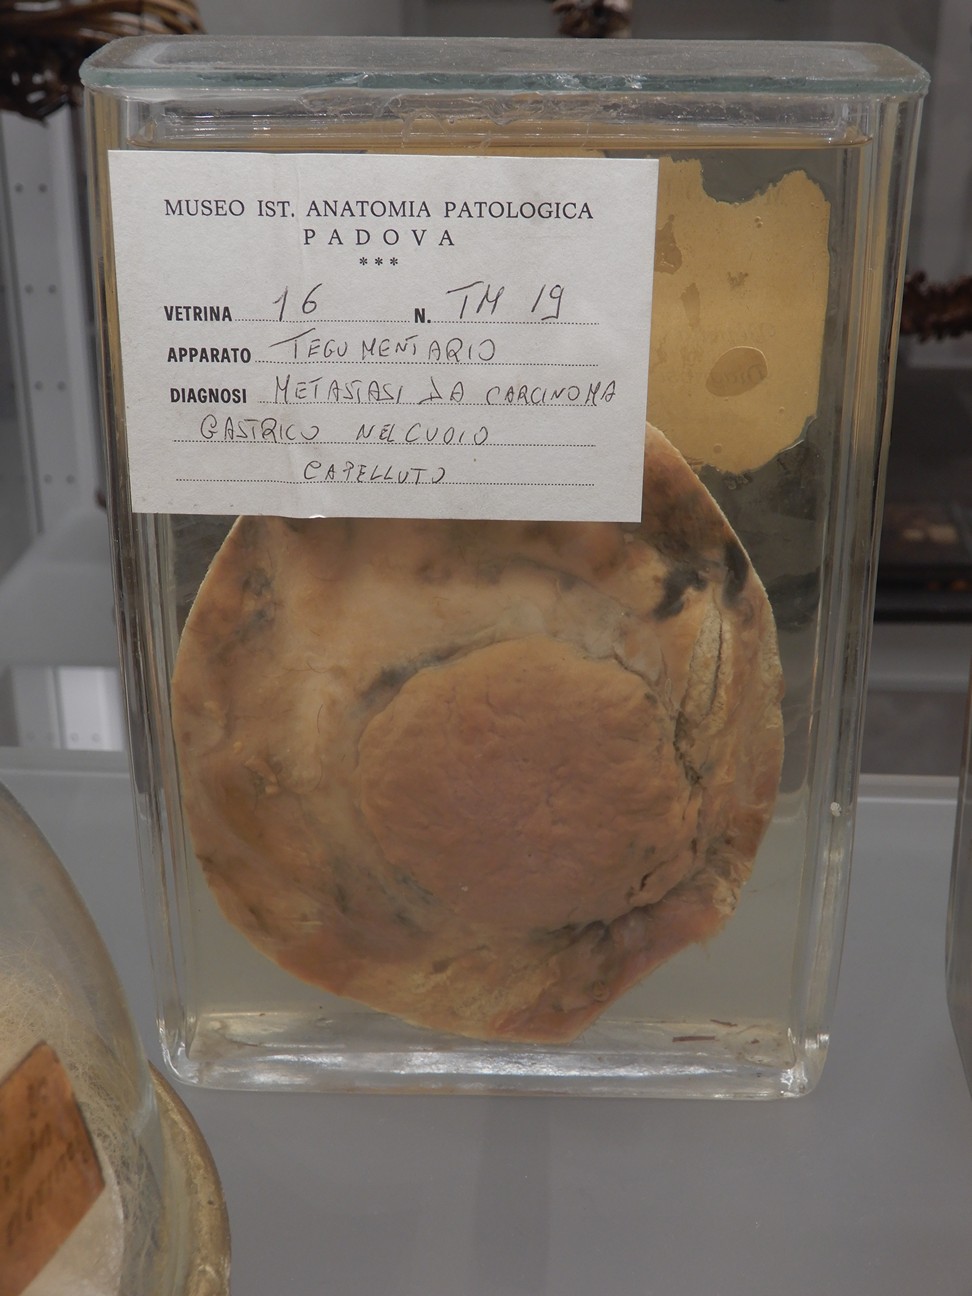 MUSEO IST. ANATOMIA PATOLOGICA
PADOVA
***
VETRINA 16 N. TM 19
APPARATO TEGUMENTARIO
DIAGNOSI METASTASI DA CARCINOMA
GASTRICO NEL CUOIO
CAPELLUTO